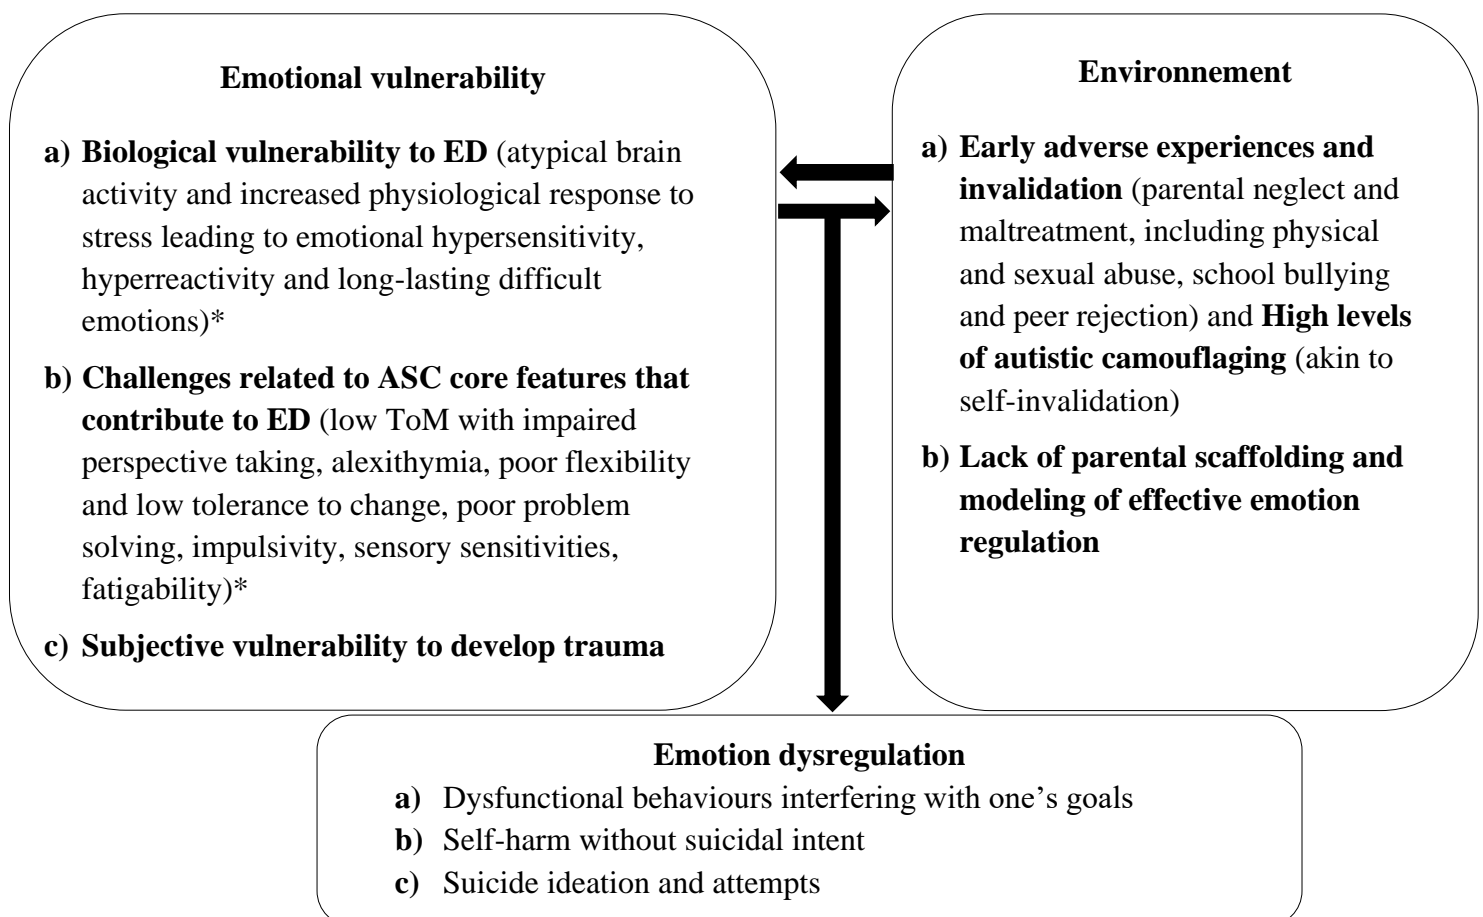 Emotional vulnerability
a) Biological vulnerability to ED (atypical brain
activity and increased physiological response to
stress leading to emotional hypersensitivity,
hyperreactivity and long-lasting difficult
emotions)*
b) Challenges related to ASC core features that
contribute to ED (low ToM with impaired
perspective taking, alexithymia, poor flexibility
and low tolerance to change, poor problem
solving, impulsivity, sensory sensitivities,
fatigability)*
c) Subjective vulnerability to develop trauma
Environnement
a) Early adverse experiences and
invalidation (parental neglect and
maltreatment, including physical
and sexual abuse, school bullying
and peer rejection) and High levels
of autistic camouflaging (akin to
self-invalidation)
b) Lack of parental scaffolding and
modeling of effective emotion
regulation
Emotion dysregulation
a) Dysfunctional behaviours interfering with one’s goals
b) Self-harm without suicidal intent
c) Suicide ideation and attempts